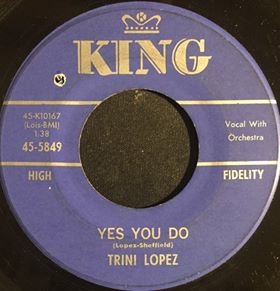 K
KING
45-K10167
(Lois-BMI)
1:38
45-5849
Vocal With
Orchestra
HIGH
FIDELITY
YES YOU DO
(Lopez-Sheffield)
TRINI LOPEZ